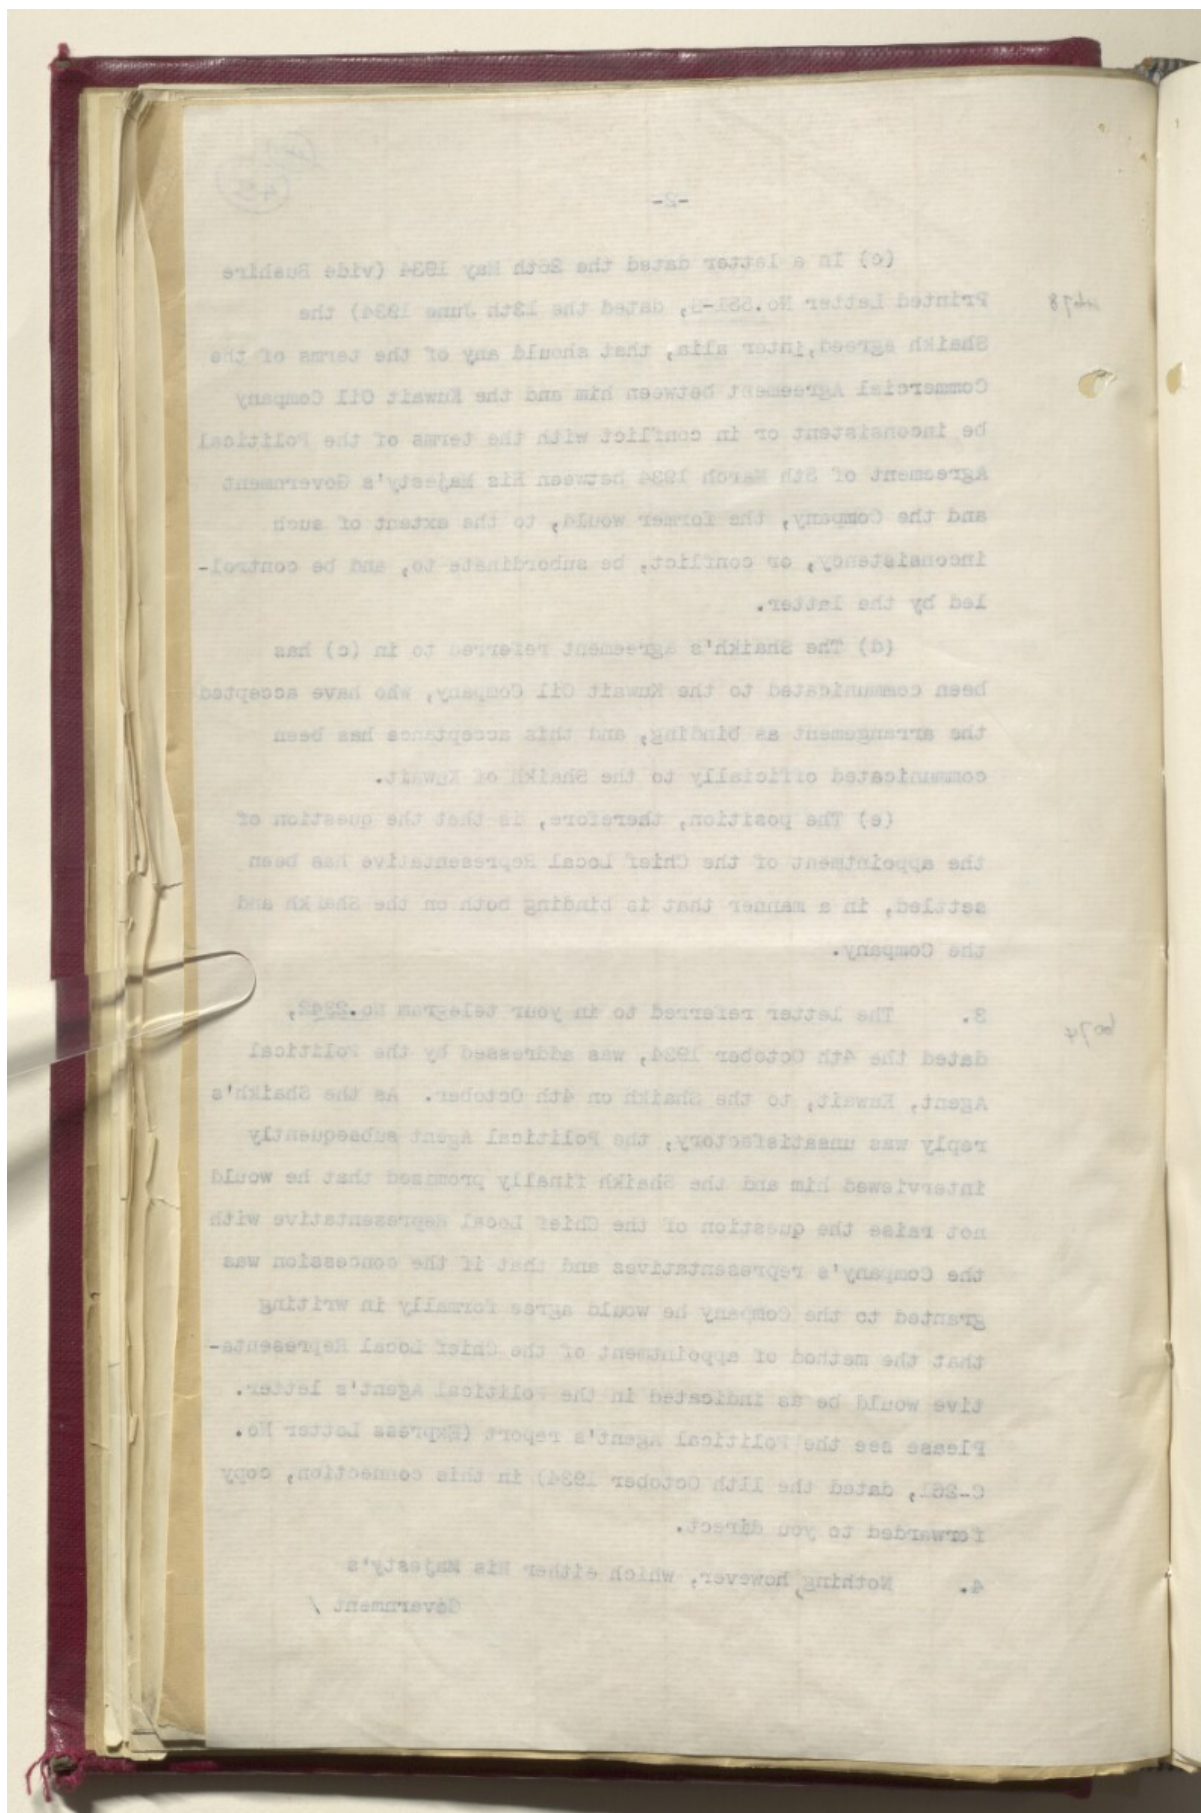 -2-
(c) In a letter dated the 26th May 1934 (vide Bushire
Printed Letter No.551-S, dated the 13th June 1934) the
Shaikh agreed, inter alia, that should any of the terms of the
Commercial Agreement between him and the Kuwait Oil Company
be inconsistent or in conflict with the terms of the Political
Agreement of 5th March 1934 between His Majesty's Government
and the Company, the former would, to the extent of such
inconsistency, or conflict, be subordinate to, and be control-
led by the latter.
(d) The Shaikh's agreement referred to in (c) has
been communicated to the Kuwait Oil Company, who have accepted
the arrangement as binding, and this acceptance has been
communicated officially to the Shaikh of Kuwait.
(e) The position, therefore, is that the question of
the appointment of the Chief Local Representative has been
settled, in a manner that is binding both on the Shaikh and
the Company.
3. The letter referred to in your telegram No.2342,
dated the 4th October 1934, was addressed by the Political
Agent, Kuwait, to the Shaikh on 4th October. As the Shaikh's
reply was unsatisfactory, the Political Agent subsequently
interviewed him and the Shaikh finally promised that he would
not raise the question of the Chief Local Representative with
the Company's representatives and that if the concession was
granted to the Company he would agree formally in writing
that the method of appointment of the Chief Local Representa-
tive would be as indicated in the Political Agent's letter.
Please see the Political Agent's report (Express Letter No.
C-261, dated the 11th October 1934) in this connection, copy
forwarded to you direct.
4. Nothing, however, which either His Majesty's
Government /
6074